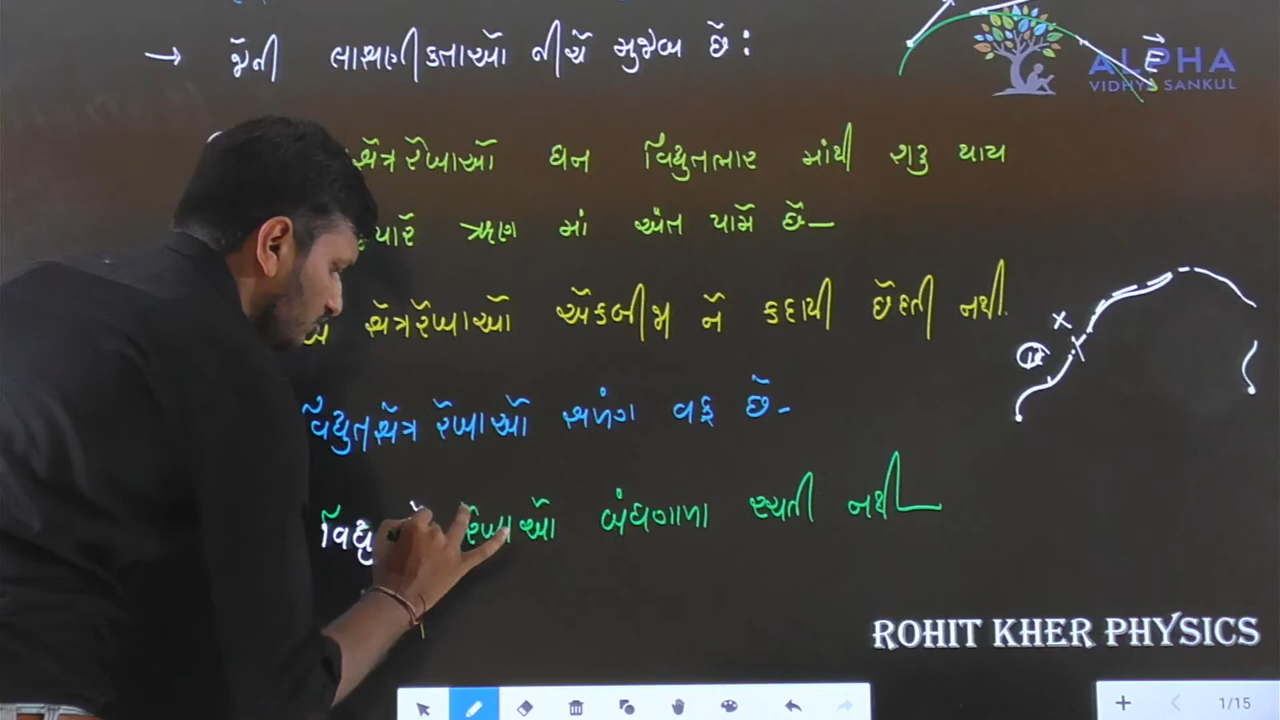 → જેની લાક્ષણીકતાઓ નીચે મુજબ છે :
E
ALPHA
VIDHYA SANKUL
ક્ષેત્રરેખાઓ ધન વિદ્યુતભાર માંથી શરુ થાય
ઋણ માં અંત પામે છે–
ક્ષેત્રરેખાઓ એકબીજા ને કદાપી છેદતી નથી.
વિદ્યુતક્ષેત્ર રેખાઓ સળંગ વક્ર છે-
રેખાઓ બંધગાળા રચતી નથી
ROHIT KHER PHYSICS
1/15